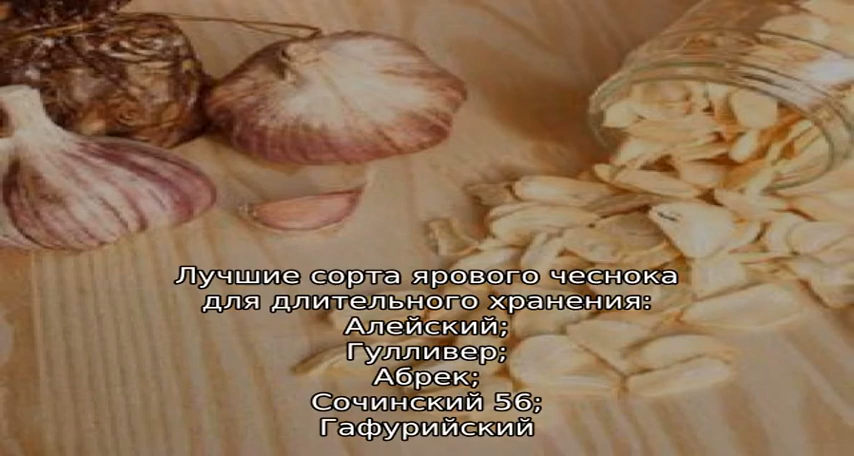 Лучшие сорта ярового чеснока
для длительного хранения:
Алейский;
Гулливер;
Абрек;
Сочинский 56;
Гафурийский